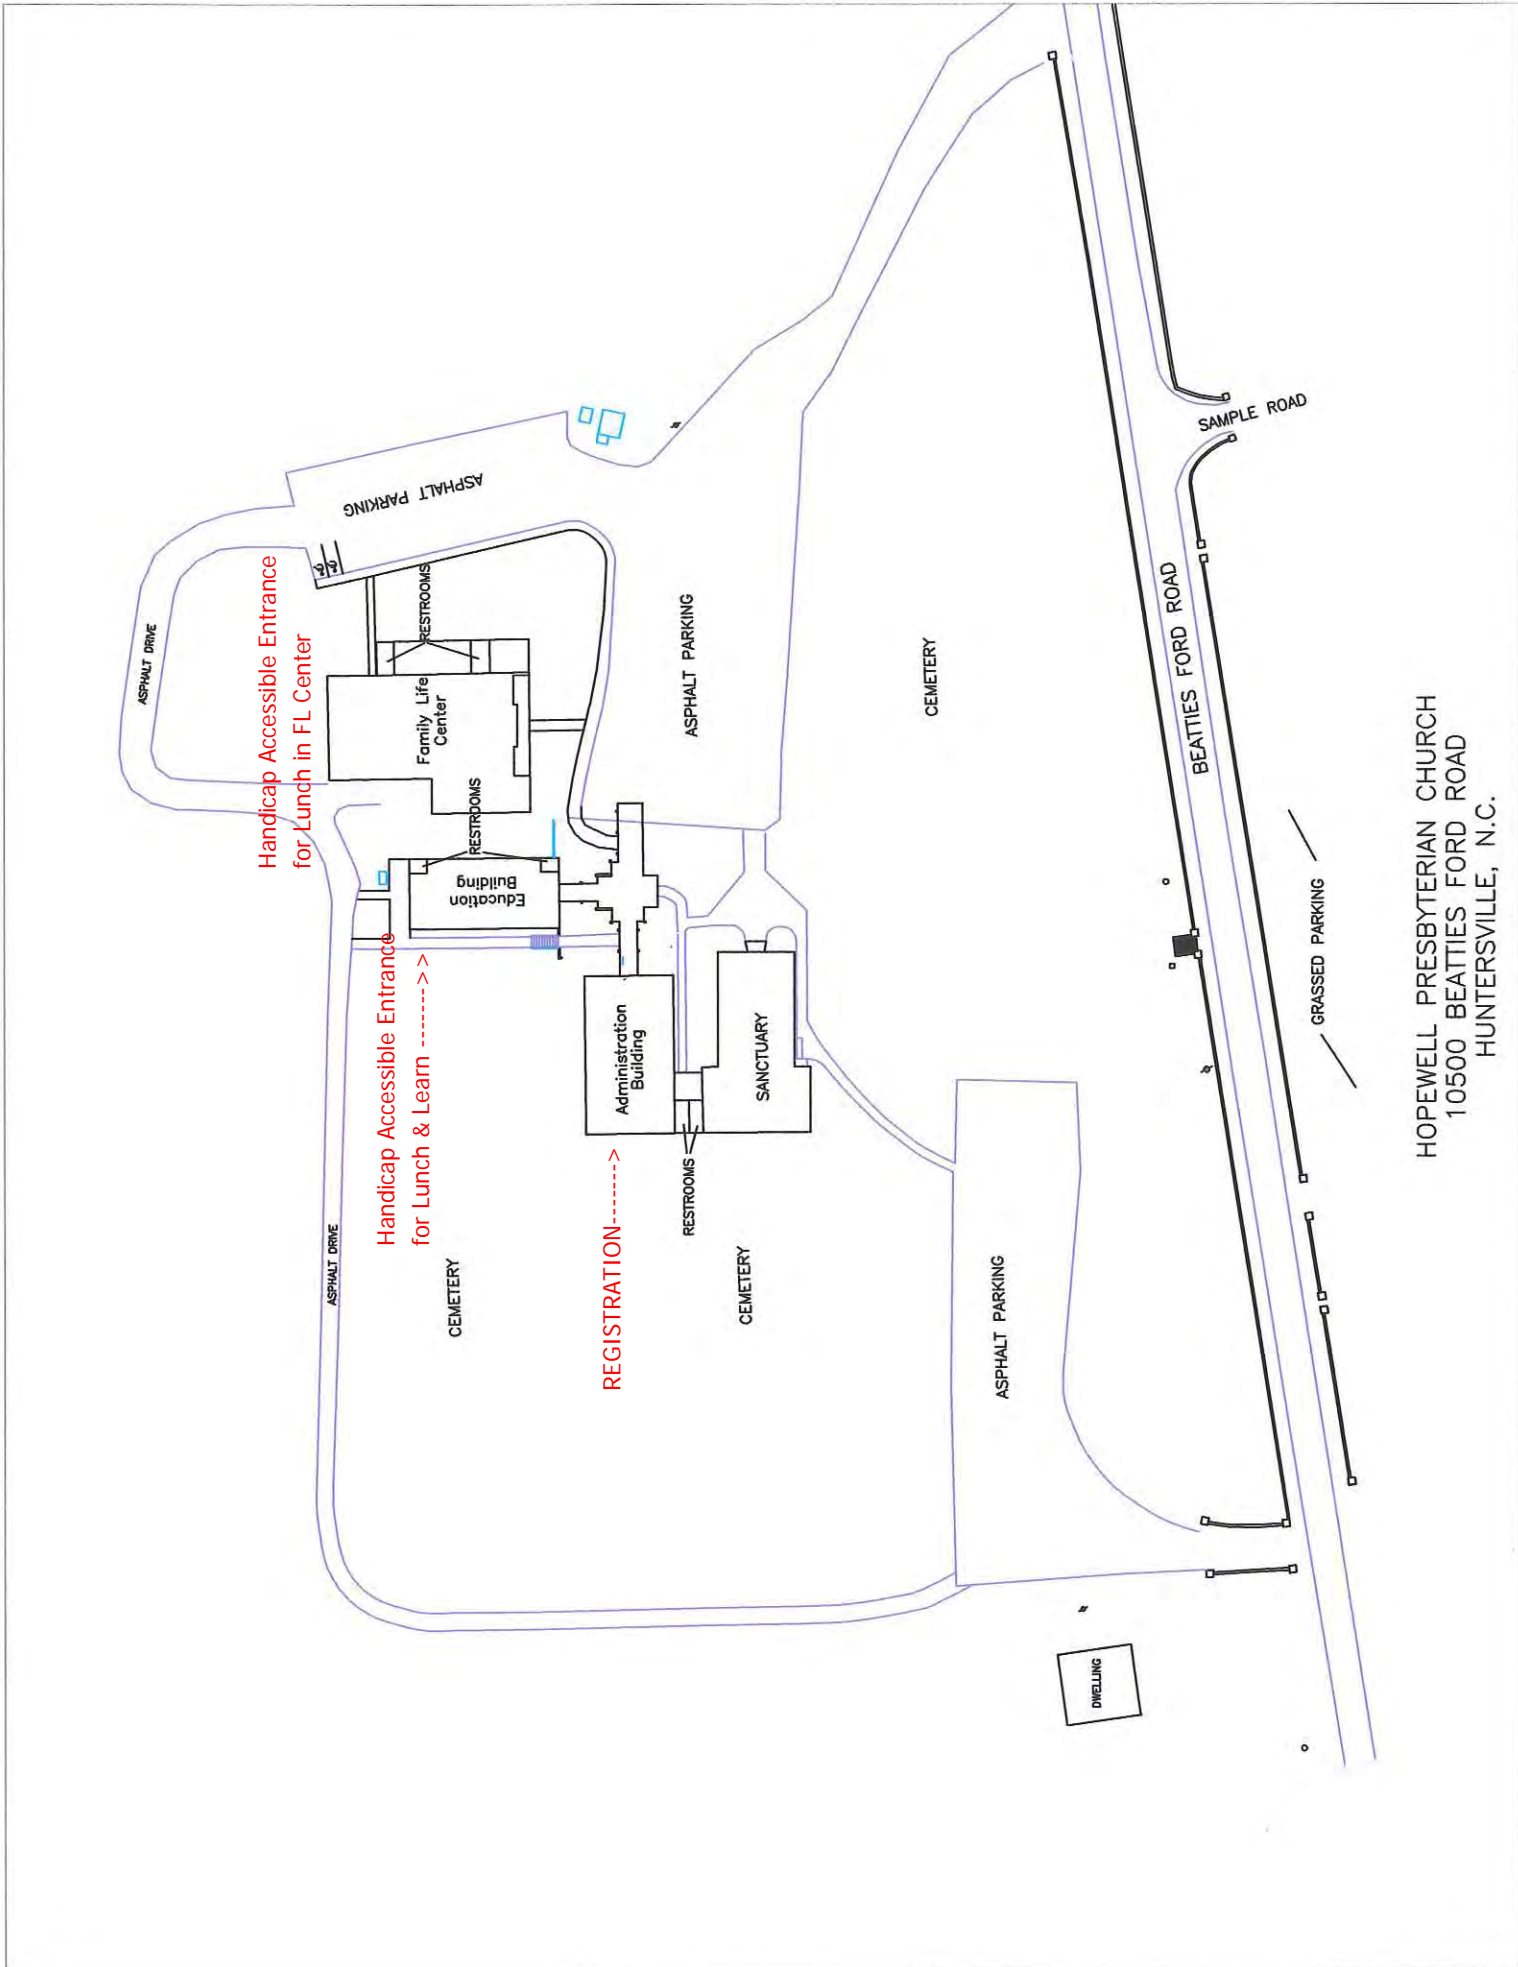 ASPHALT DRIVE
Handicap Accessible Entrance
for Lunch in FL Center
ASPHALT PARKING
RESTROOMS
Family Life
Center
RESTROOMS
Education
Building
ASPHALT DRIVE
Handicap Accessible Entrance
for Lunch & Learn ------->>
CEMETERY
REGISTRATION------->
Administration
Building
RESTROOMS
SANCTUARY
CEMETERY
ASPHALT PARKING
CEMETERY
ASPHALT PARKING
SAMPLE ROAD
BEATTIES FORD ROAD
GRASSED PARKING
DWELLING
HOPEWELL PRESBYTERIAN CHURCH
10500 BEATTIES FORD ROAD
HUNTERSVILLE, N.C.